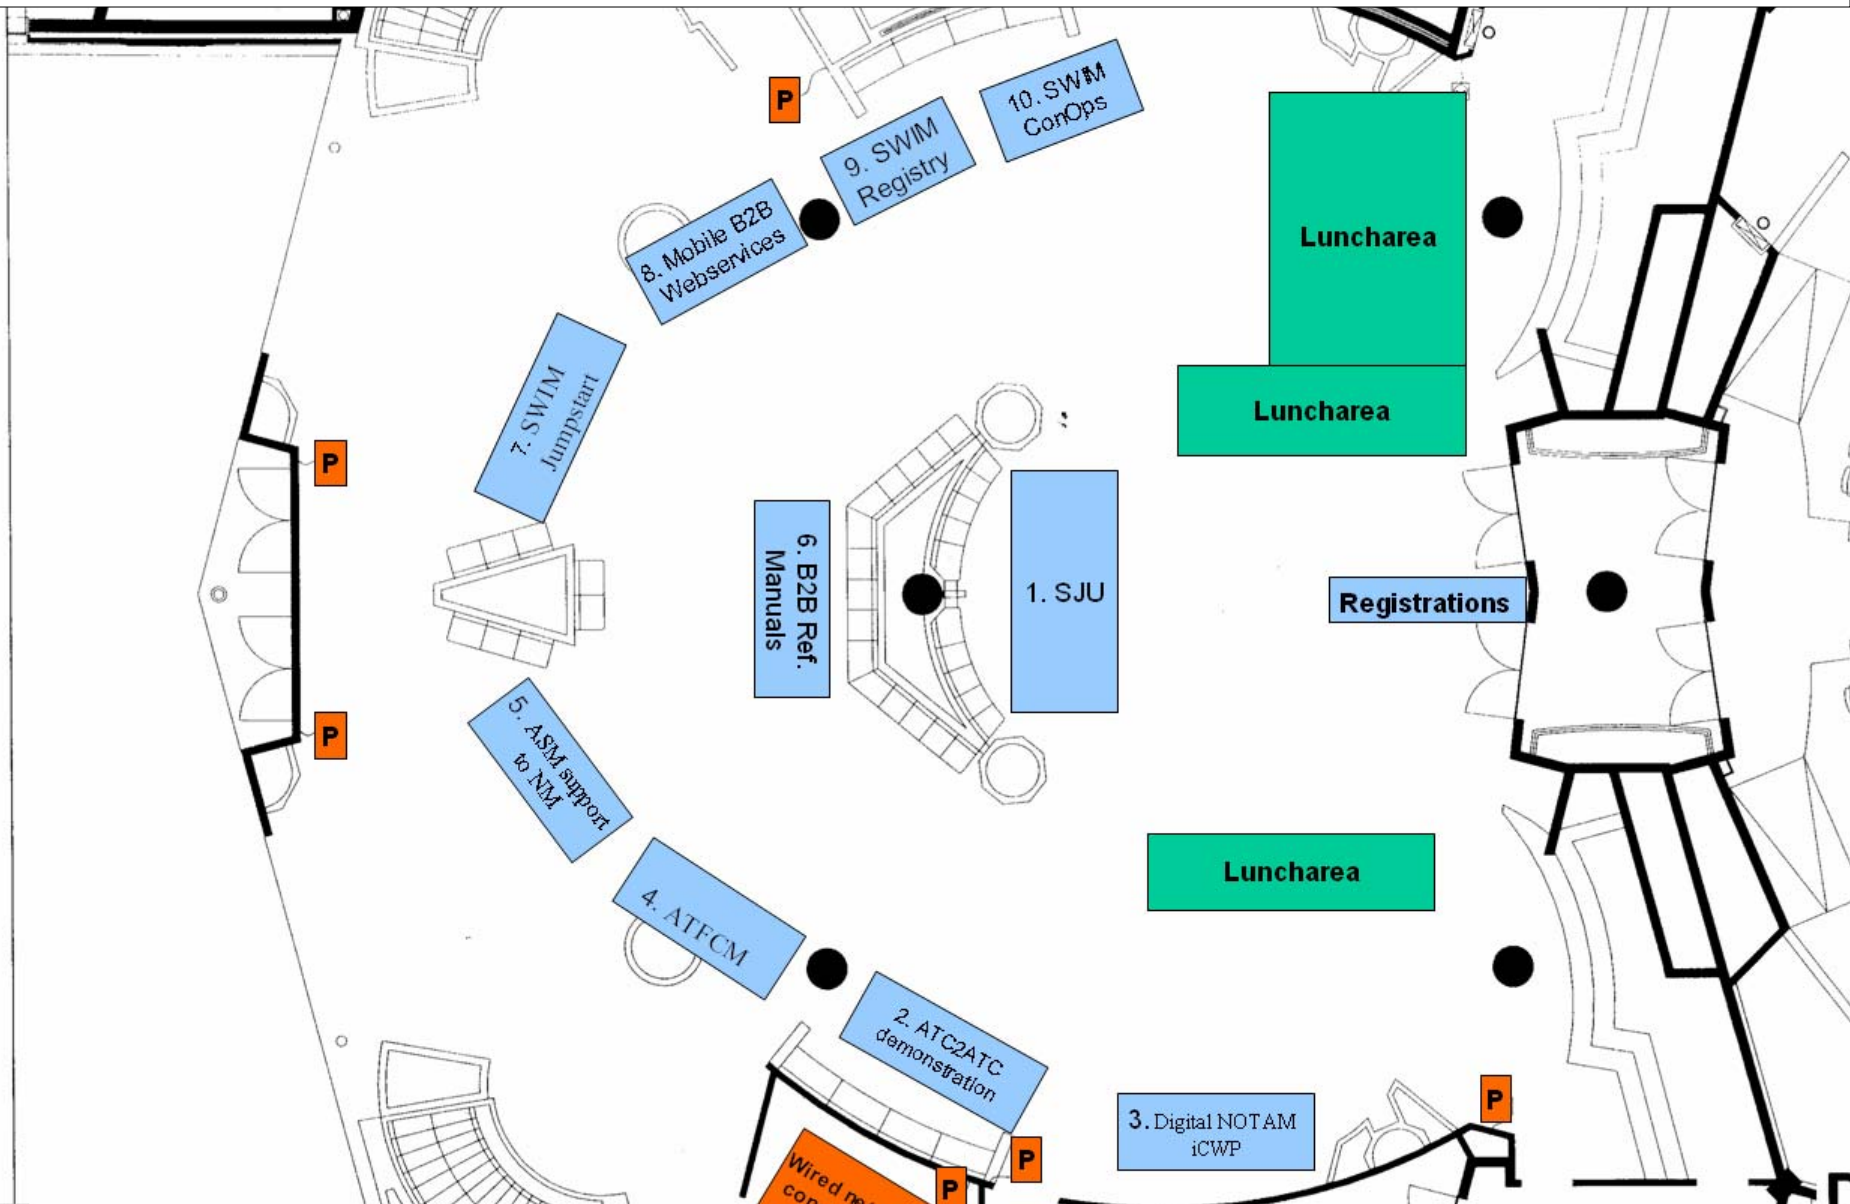 10. SWIM
ConOps
P
9. SWIM
Registry
8. Mobile B2B
Webservices
Luncharea
7. SWIM
Jumpstart
Luncharea
P
6. B2B Ref.
Manuals
1. SJU
Registrations
P
5. ASM support
to NM
Luncharea
4. ATFCM
2. ATC2ATC
demonstration
P
3. Digital NOTAM
iCWP
P
P
Wired